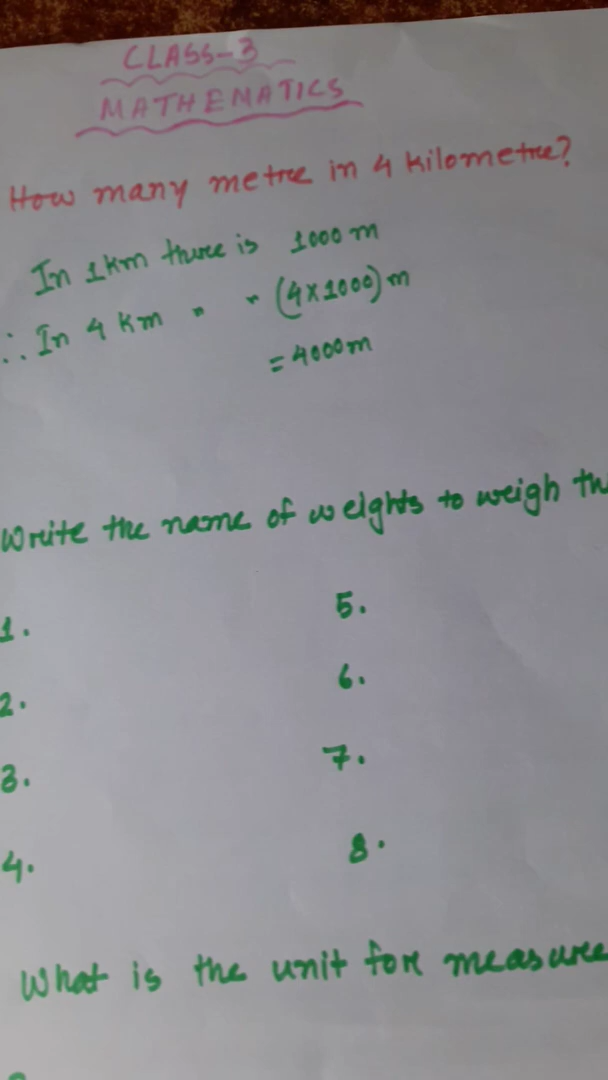 CLASS-3
MATHEMATICS
How many metre in 4 kilometre?
In 1km there is 1000 m
∴ In 4 km " " (4×1000) m
= 4000m
Write the name of weights to weigh
1.
5.
2.
6.
3.
7.
4.
8.
What is the unit for measure